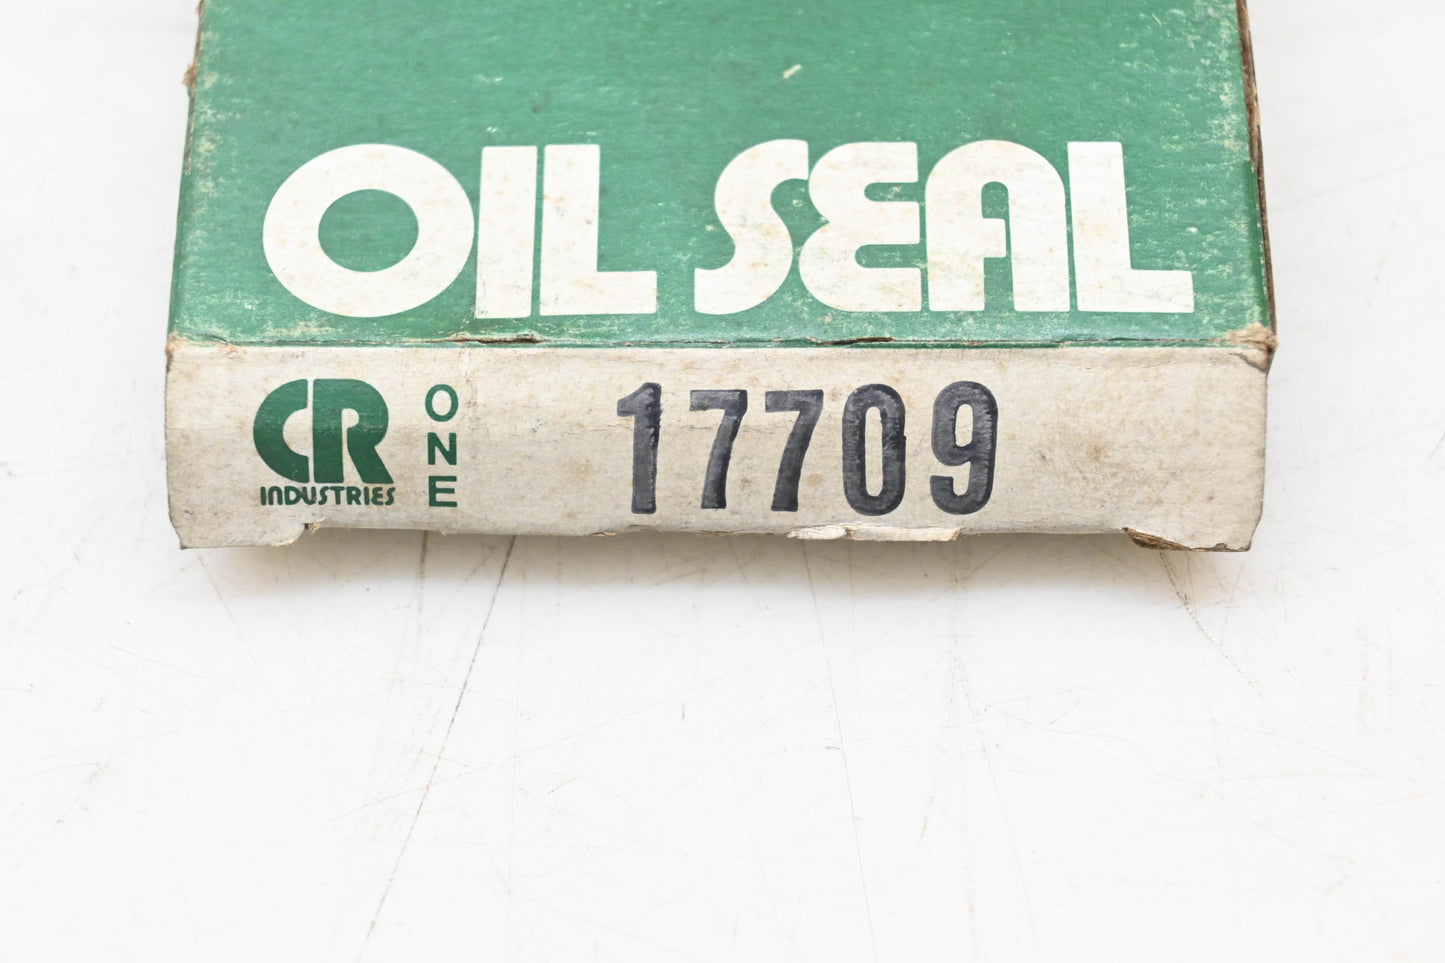 OIL SEAL
CR
INDUSTRIES
ONE
17709